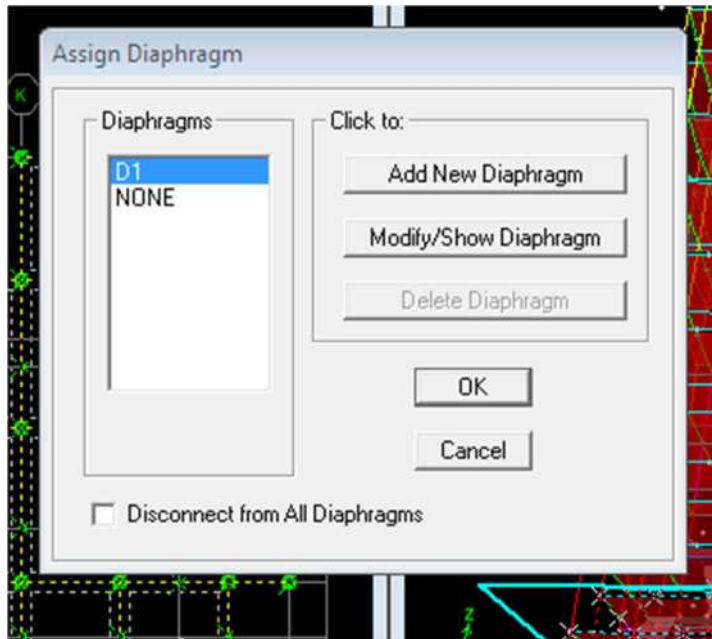 Assign Diaphragm
K
Diaphragms
D1
NONE
Click to:
Add New Diaphragm
Modify/Show Diaphragm
Delete Diaphragm
OK
Cancel
Disconnect from All Diaphragms
z